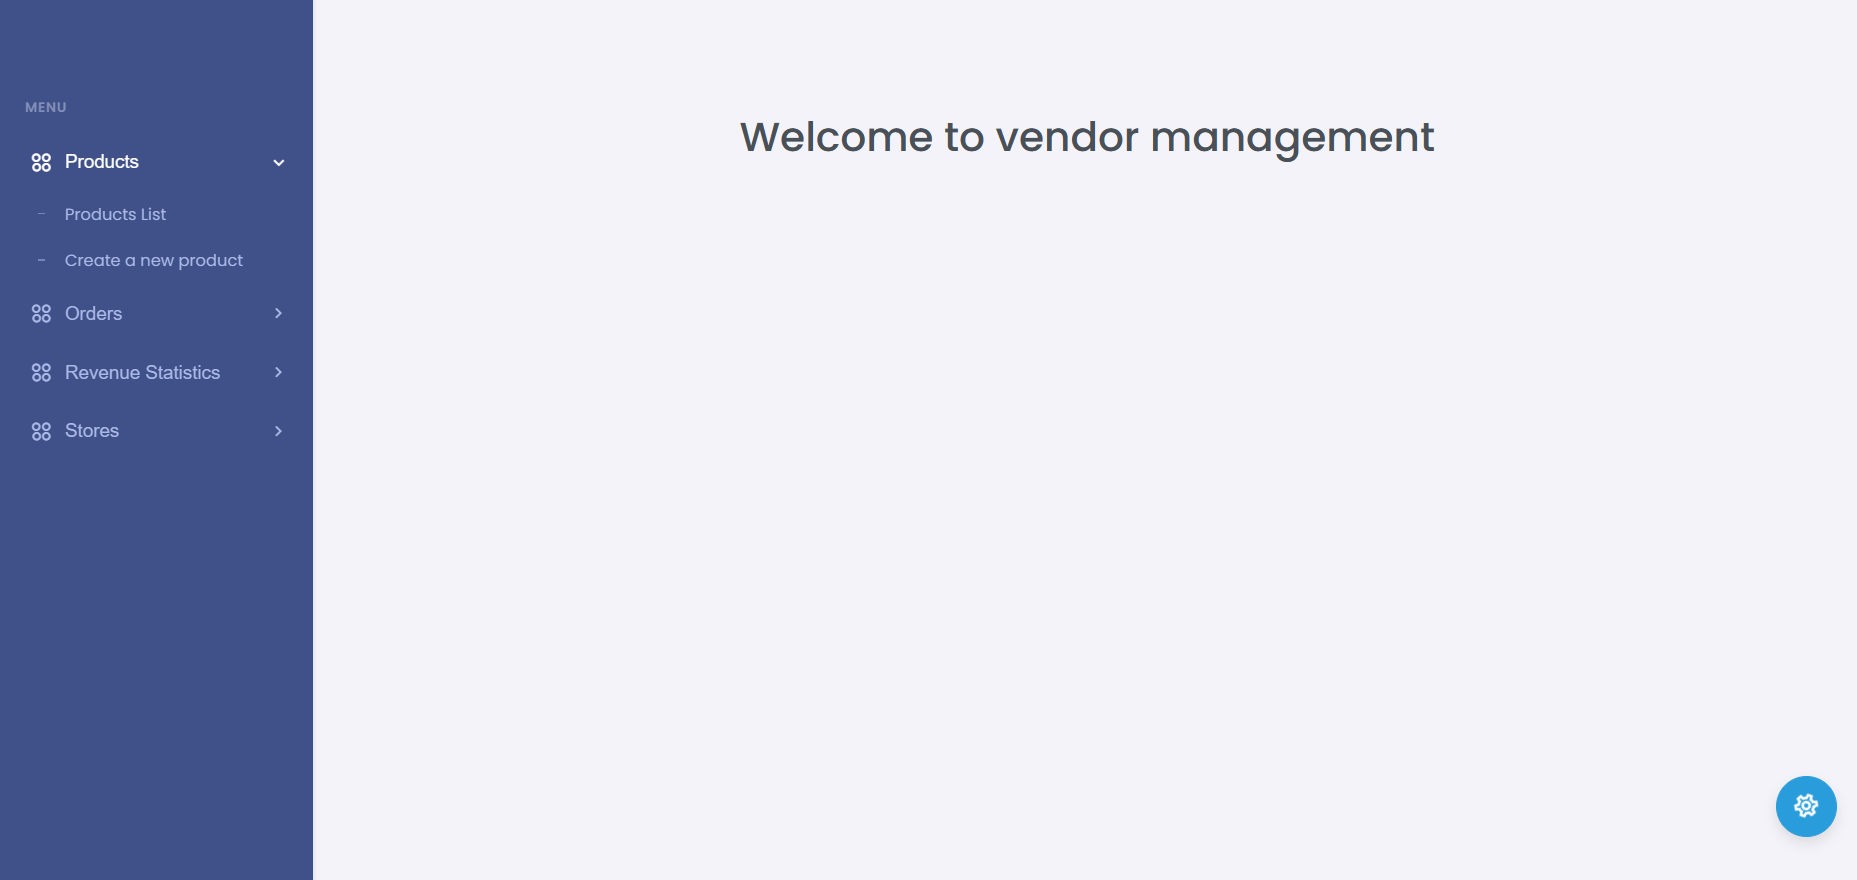 MENU
Products
Products List
Create a new product
Orders
Revenue Statistics
Stores
Welcome to vendor management